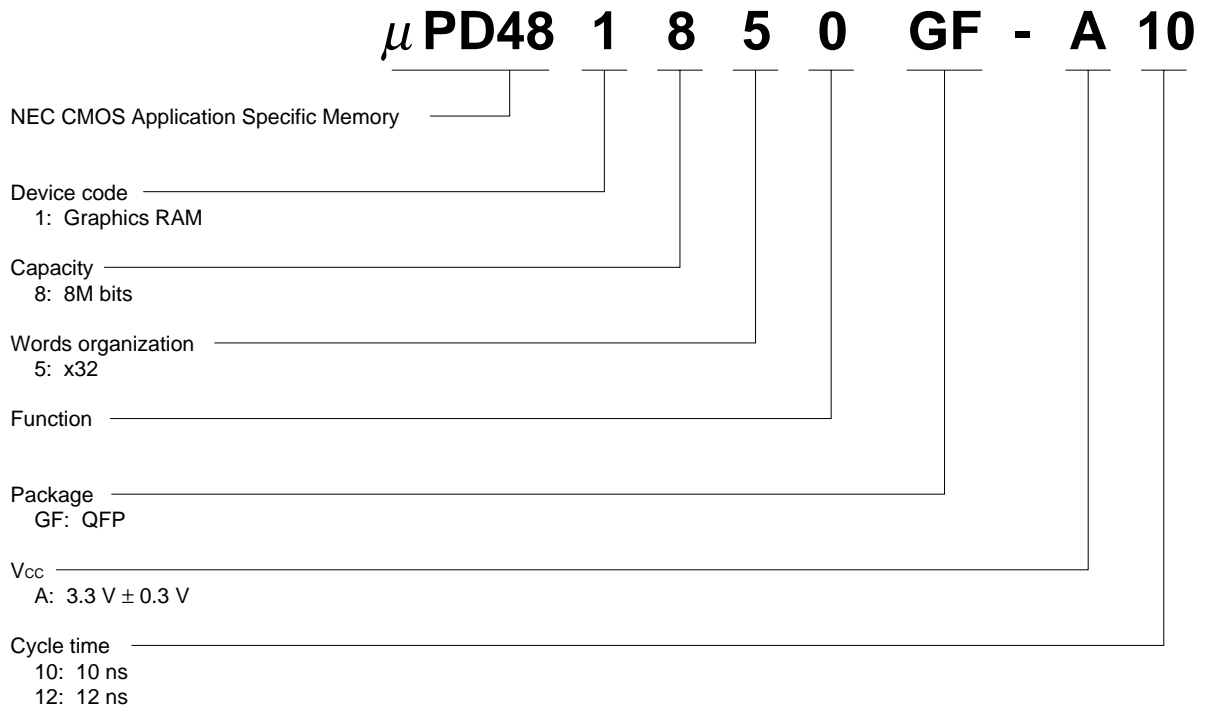 μPD48 1 8 5 0 GF - A 10
NEC CMOS Application Specific Memory
Device code
1: Graphics RAM
Capacity
8: 8M bits
Words organization
5: x32
Function
Package
GF: QFP
Vcc
A: 3.3 V ± 0.3 V
Cycle time
10: 10 ns
12: 12 ns